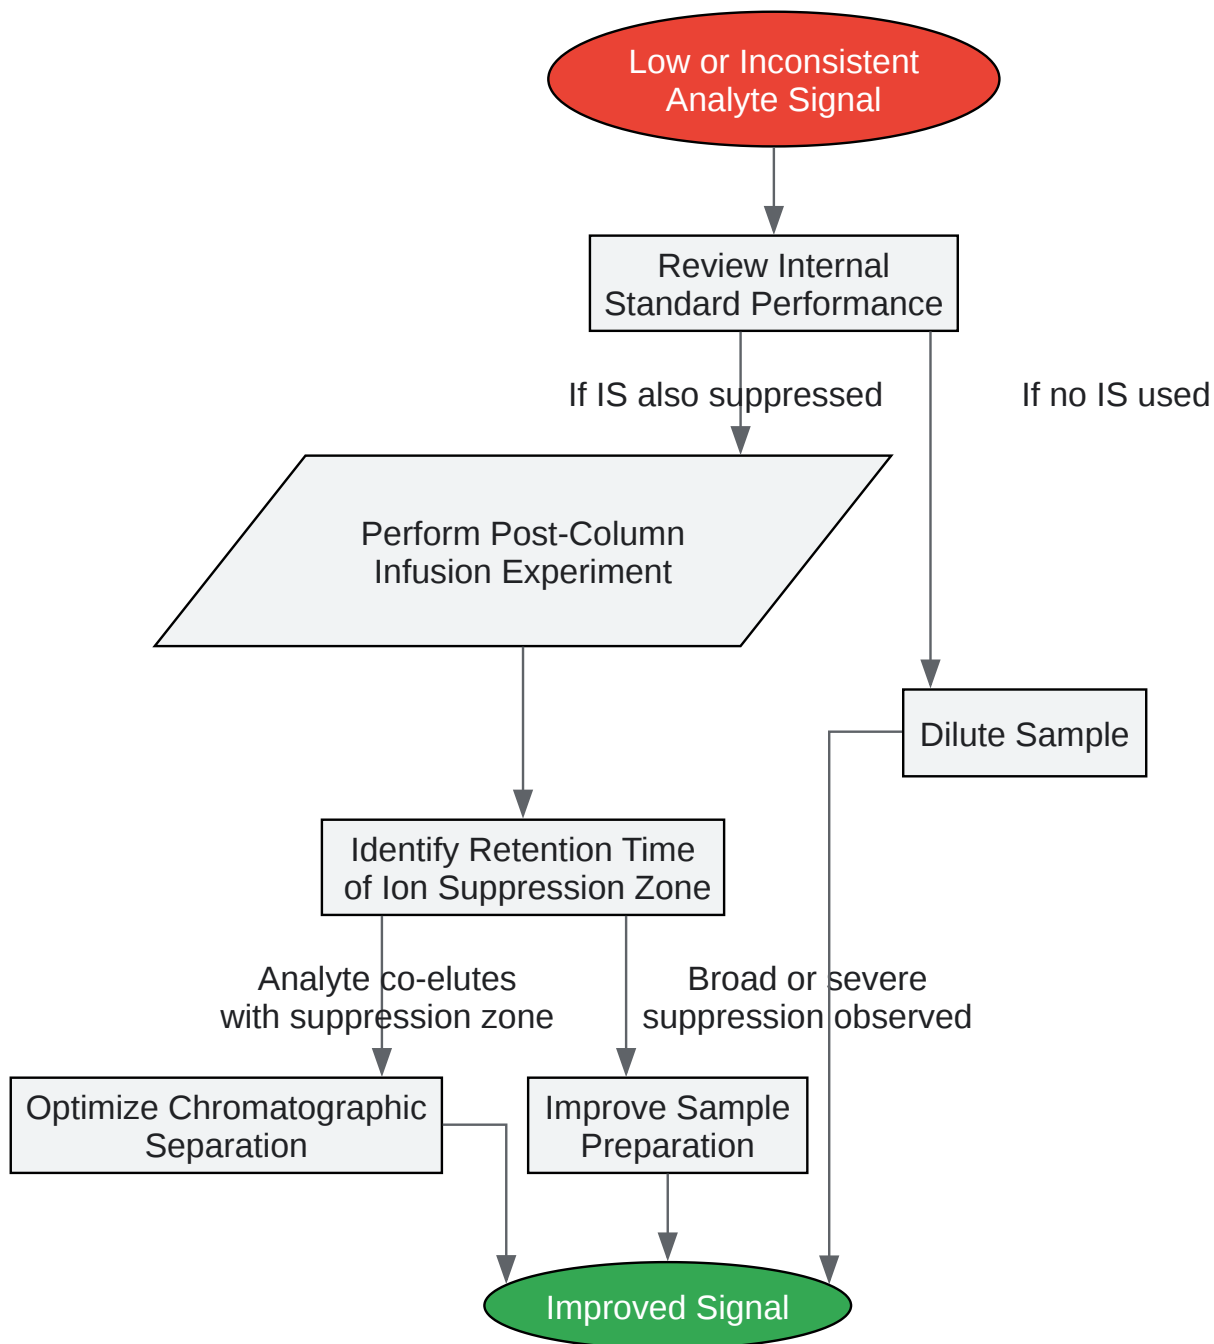 Low or Inconsistent
Analyte Signal
Review Internal
Standard Performance
If IS also suppressed
If no IS used
Perform Post-Column
Infusion Experiment
Dilute Sample
Identify Retention Time
of Ion Suppression Zone
Analyte co-elutes
with suppression zone
Broad or severe
suppression observed
Optimize Chromatographic
Separation
Improve Sample
Preparation
Improved Signal